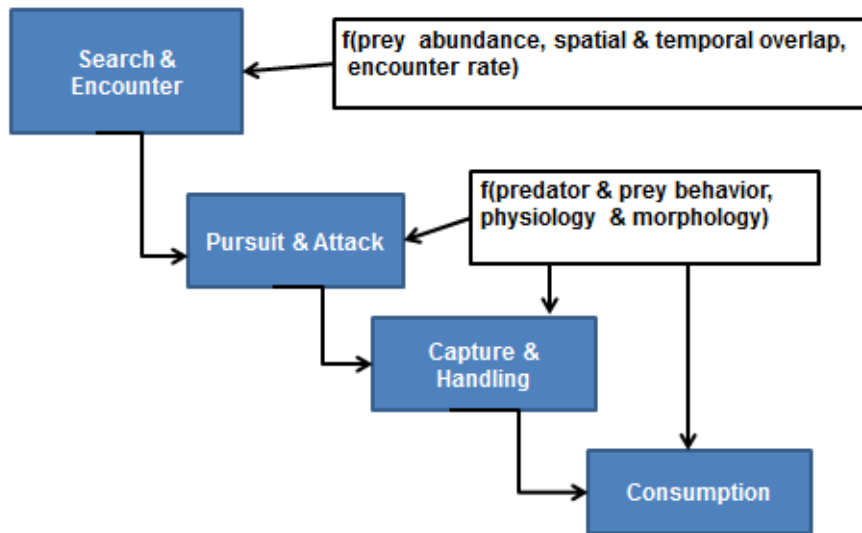 Search &
Encounter
f(prey abundance, spatial & temporal overlap,
encounter rate)
Pursuit & Attack
f(predator & prey behavior,
physiology & morphology)
Capture &
Handling
Consumption